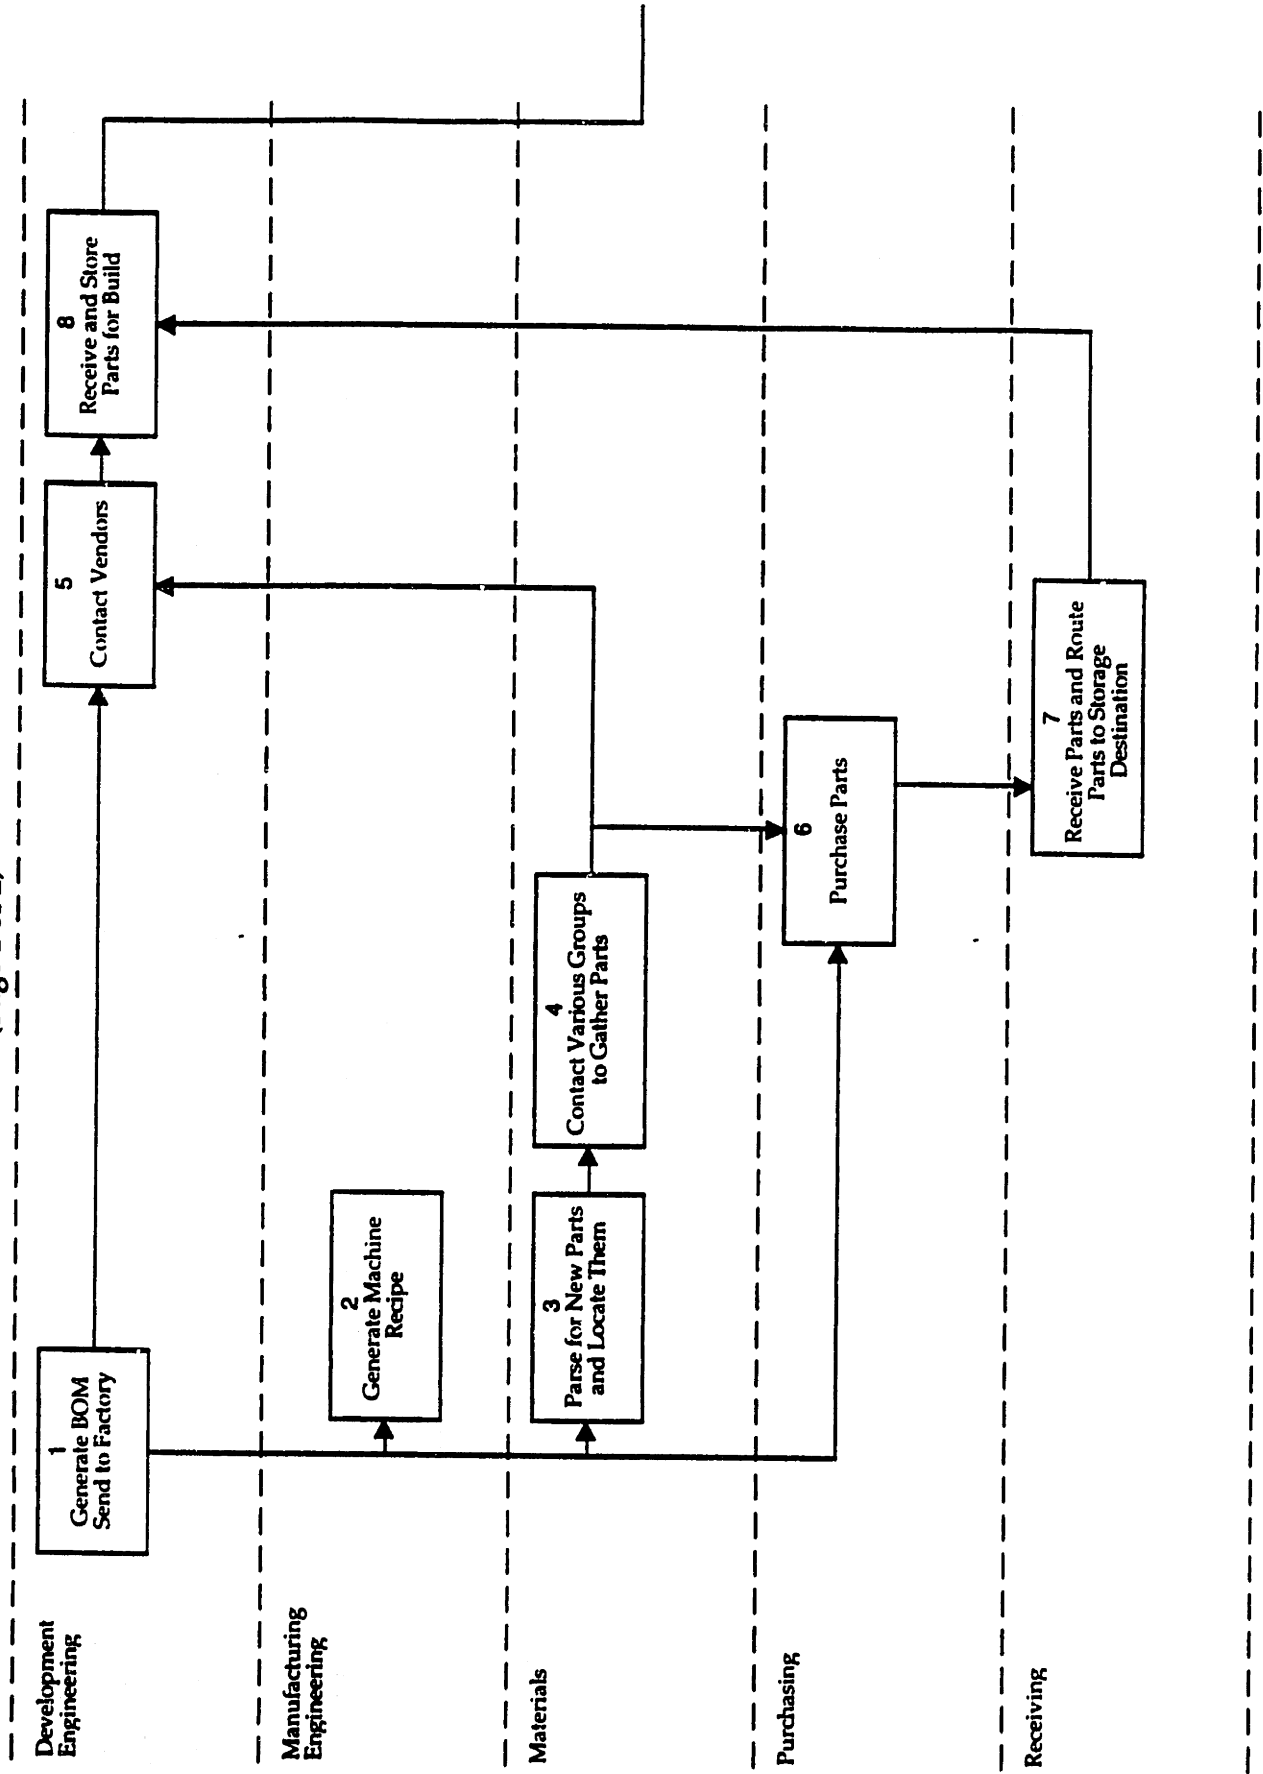 Development
Engineering
1
Generate BOM
Send to Factory
5
Contact Vendors
8
Receive and Store
Parts for Build
Manufacturing
Engineering
2
Generate Machine
Recipe
Materials
3
Parse for New Parts
and Locate Them
4
Contact Various Groups
to Gather Parts
Purchasing
6
Purchase Parts
Receiving
7
Receive Parts and Route
Parts to Storage
Destination